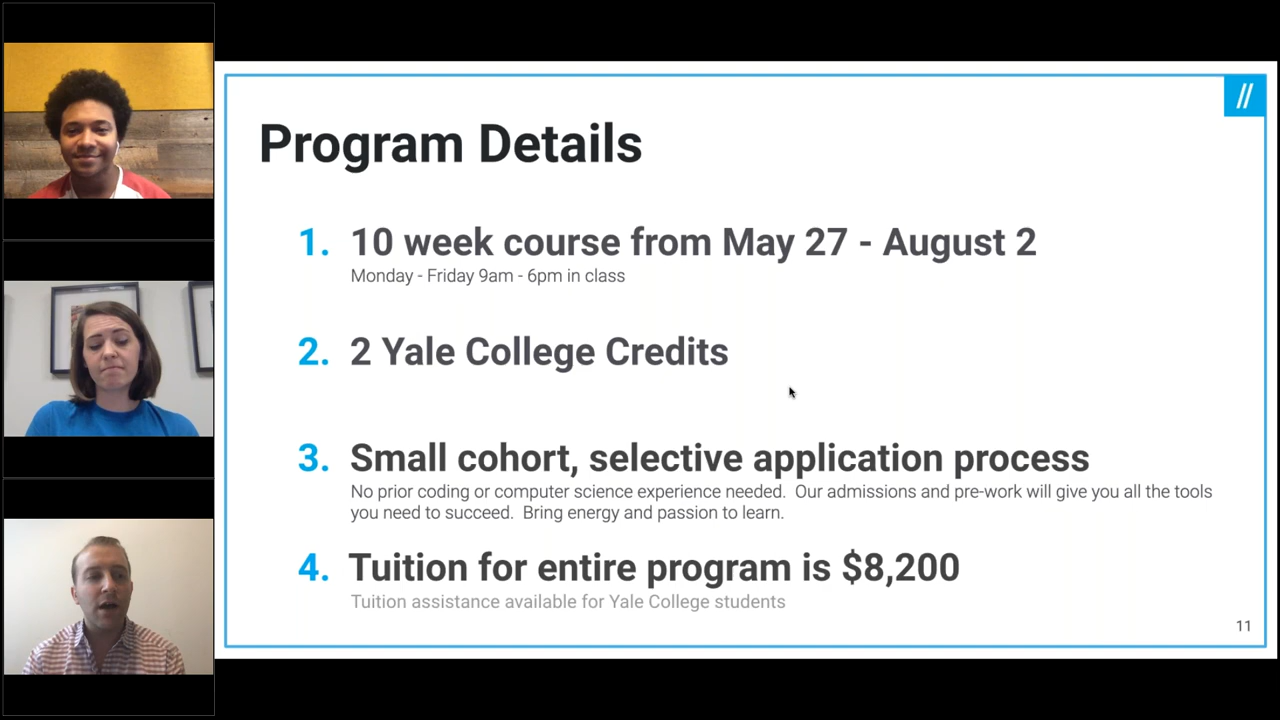 //
Program Details
1. 10 week course from May 27 - August 2
Monday - Friday 9am - 6pm in class
2. 2 Yale College Credits
3. Small cohort, selective application process
No prior coding or computer science experience needed. Our admissions and pre-work will give you all the tools
you need to succeed. Bring energy and passion to learn.
4. Tuition for entire program is $8,200
Tuition assistance available for Yale College students
11